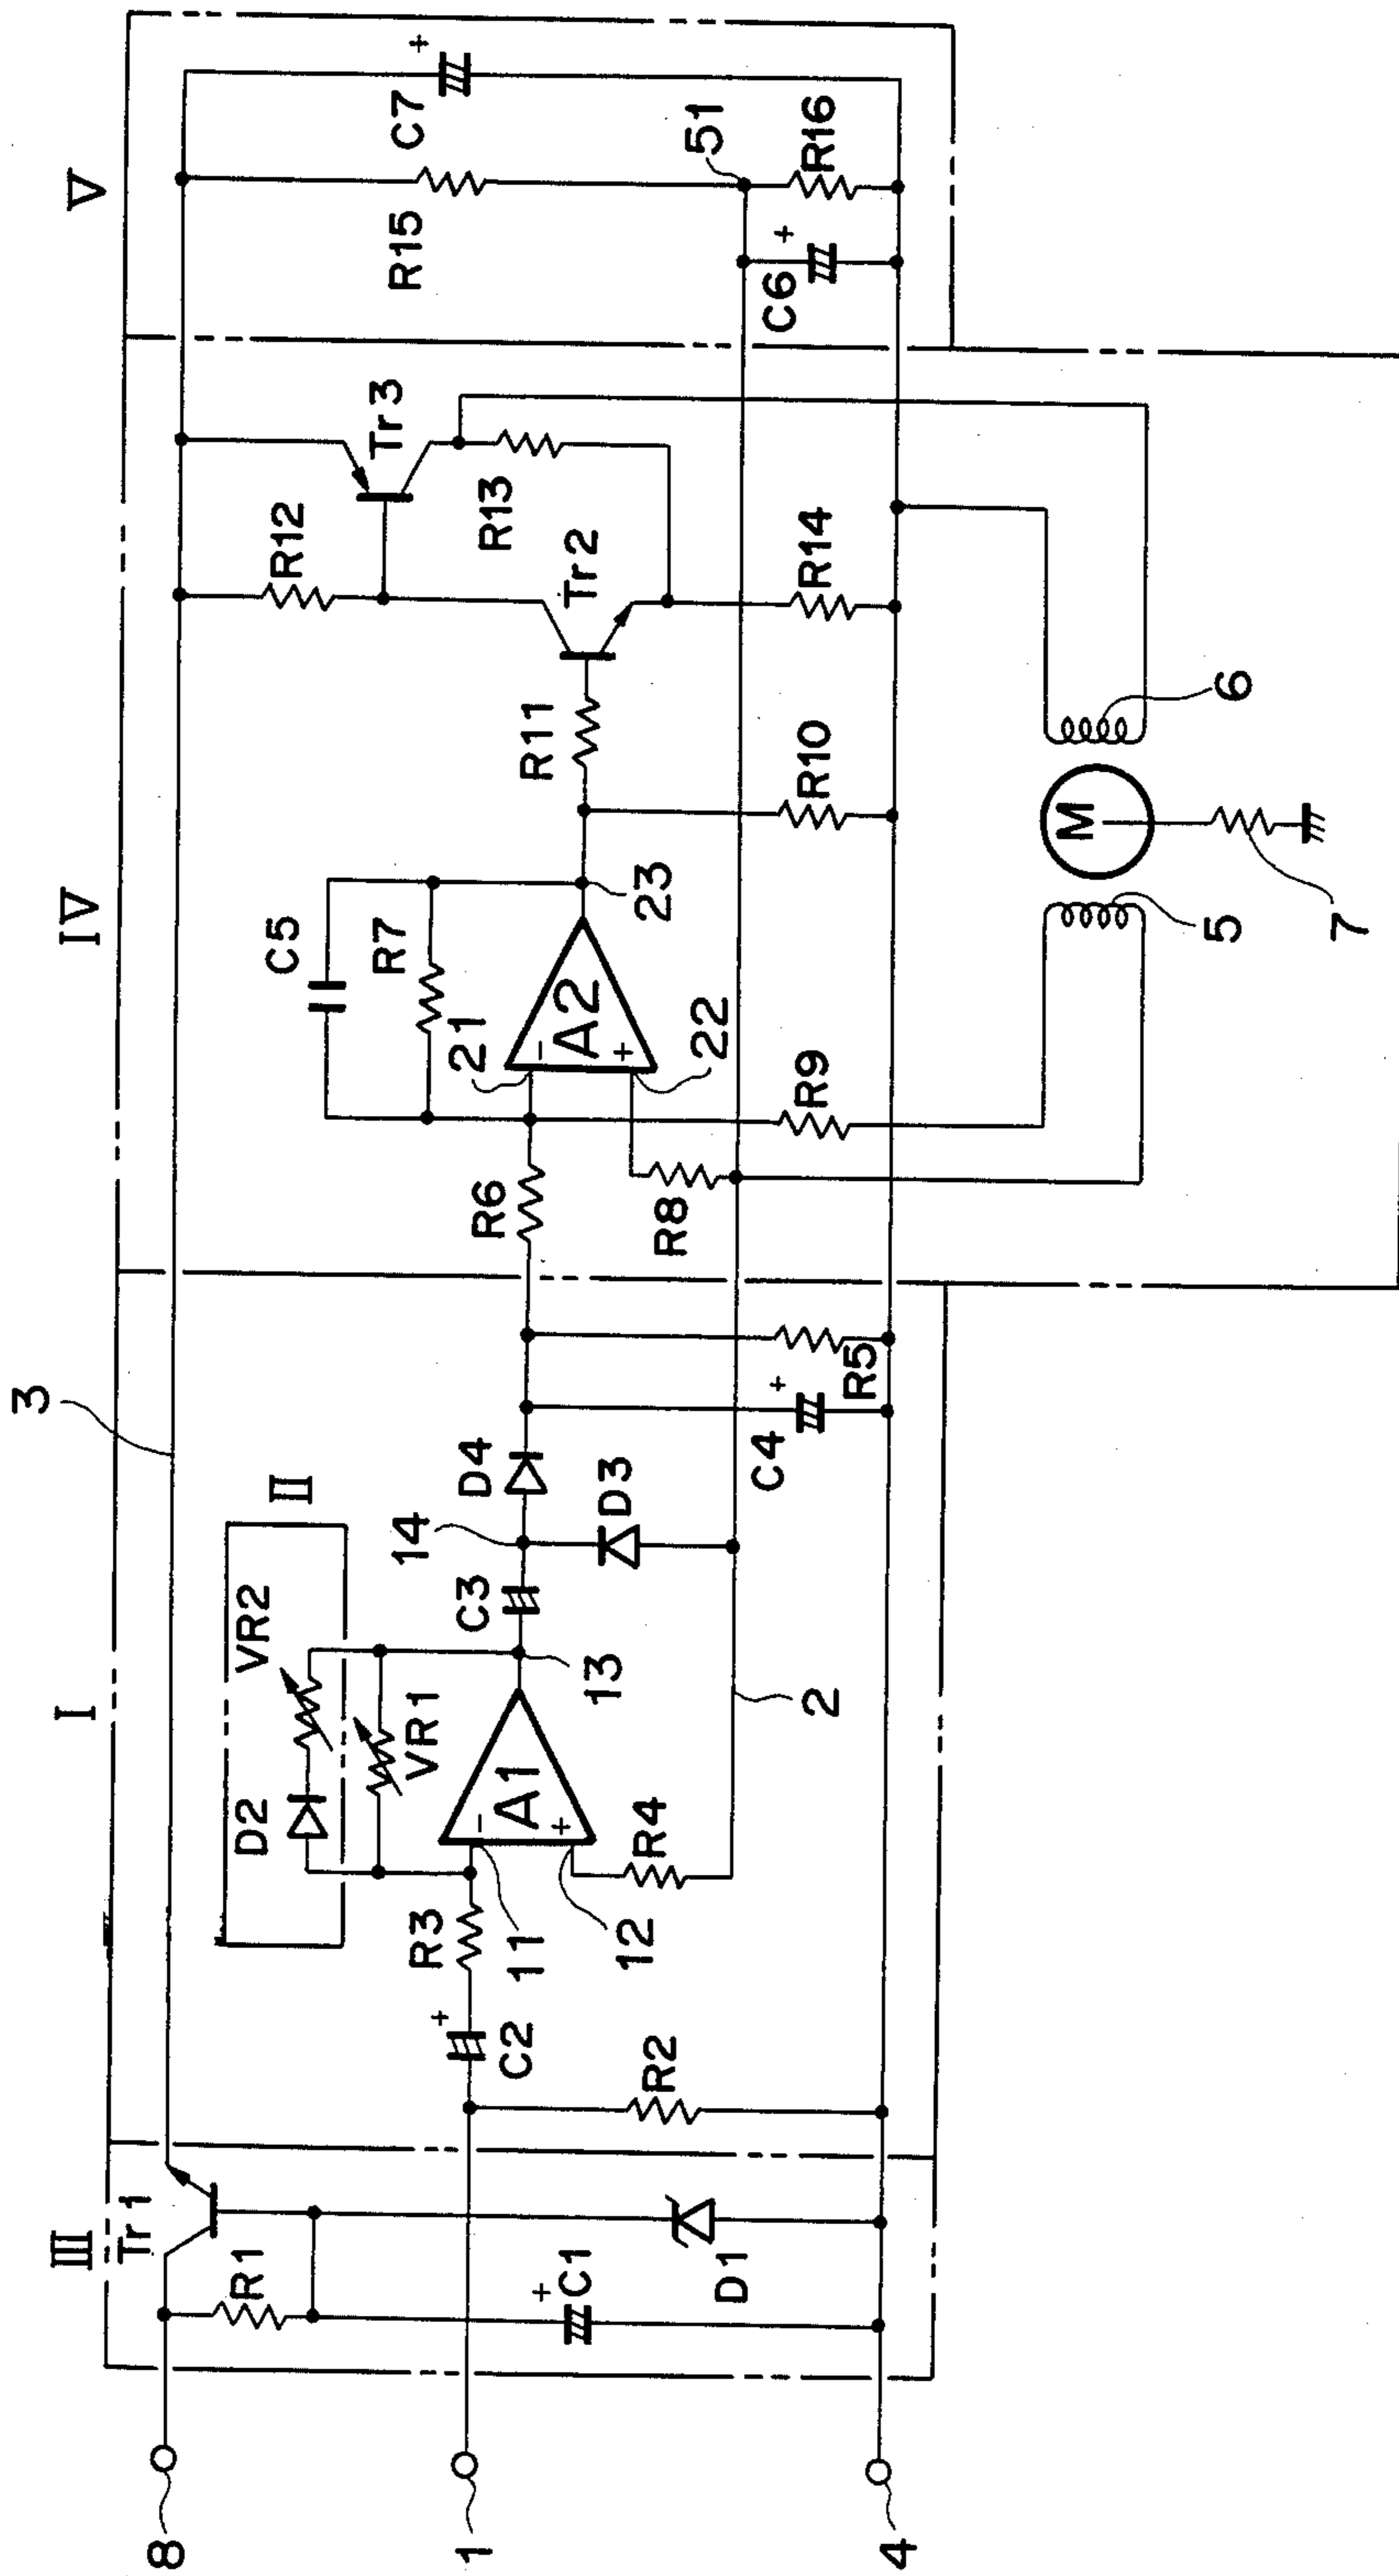 III
I
IV
V
Tr1
R1
C1
+
D1
8
1
4
R2
C2
+
R3
11
12
R4
A1
-
+
D2
VR2
II
VR1
13
C3
14
D4
D3
2
3
C4
+
R5
R6
R8
R9
C5
R7
21
22
A2
-
+
23
R10
R11
R12
Tr2
Tr3
R13
R14
5
M
6
7
R15
C7
+
51
C6
+
R16